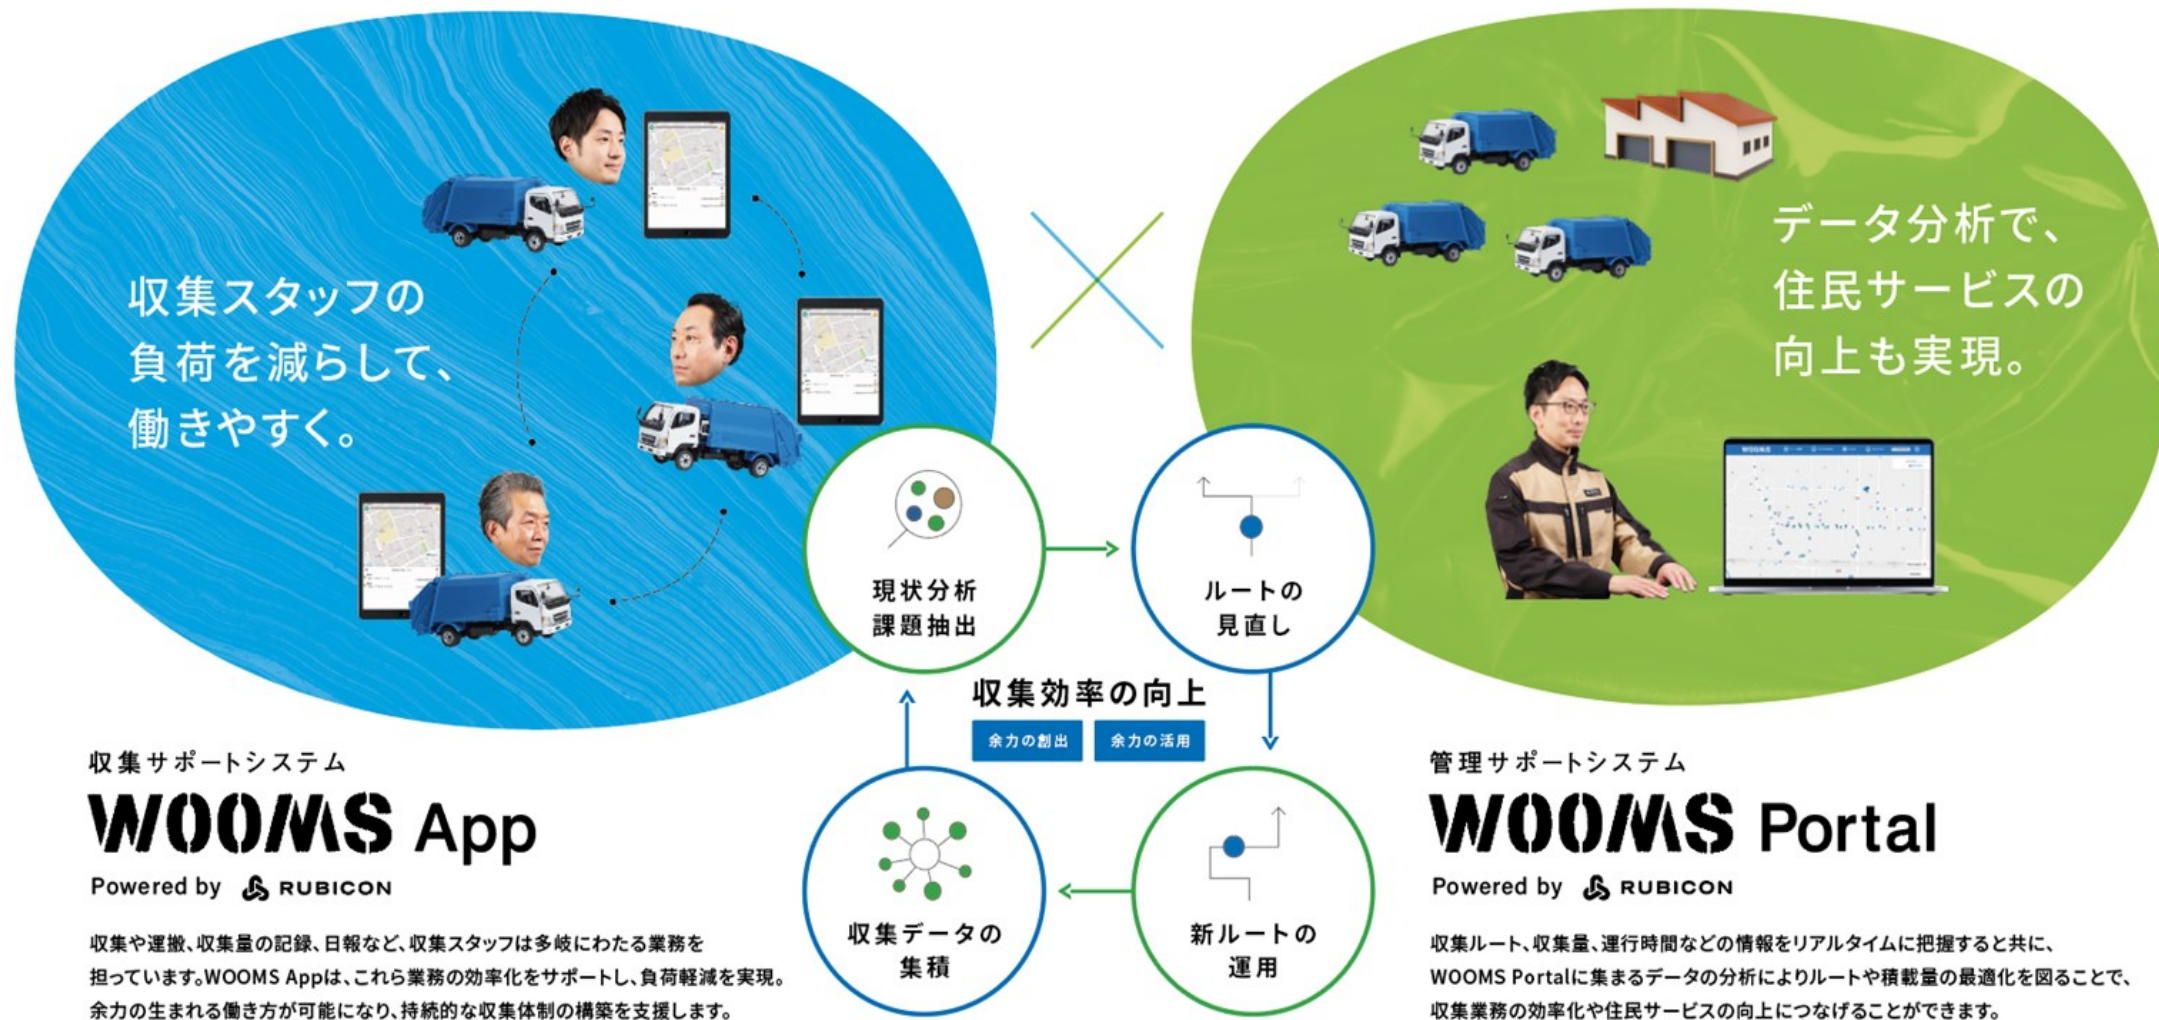 収集スタッフの
負荷を減らして、
働きやすく。
データ分析で、
住民サービスの
向上も実現。
現状分析
課題抽出
ルートの
見直し
収集効率の向上
余力の創出
余力の活用
収集データの
集積
新ルートの
運用
収集サポートシステム
WOOMS App
Powered by RUBICON
収集や運搬、収集量の記録、日報など、収集スタッフは多岐にわたる業務を
担っています。WOOMS Appは、これら業務の効率化をサポートし、負荷軽減を実現。
余力の生まれる働き方が可能になり、持続的な収集体制の構築を支援します。
管理サポートシステム
WOOMS Portal
Powered by RUBICON
収集ルート、収集量、運行時間などの情報をリアルタイムに把握すると共に、
WOOMS Portalに集まるデータの分析によりルートや積載量の最適化を図ることで、
収集業務の効率化や住民サービスの向上につなげることができます。
WOOMS